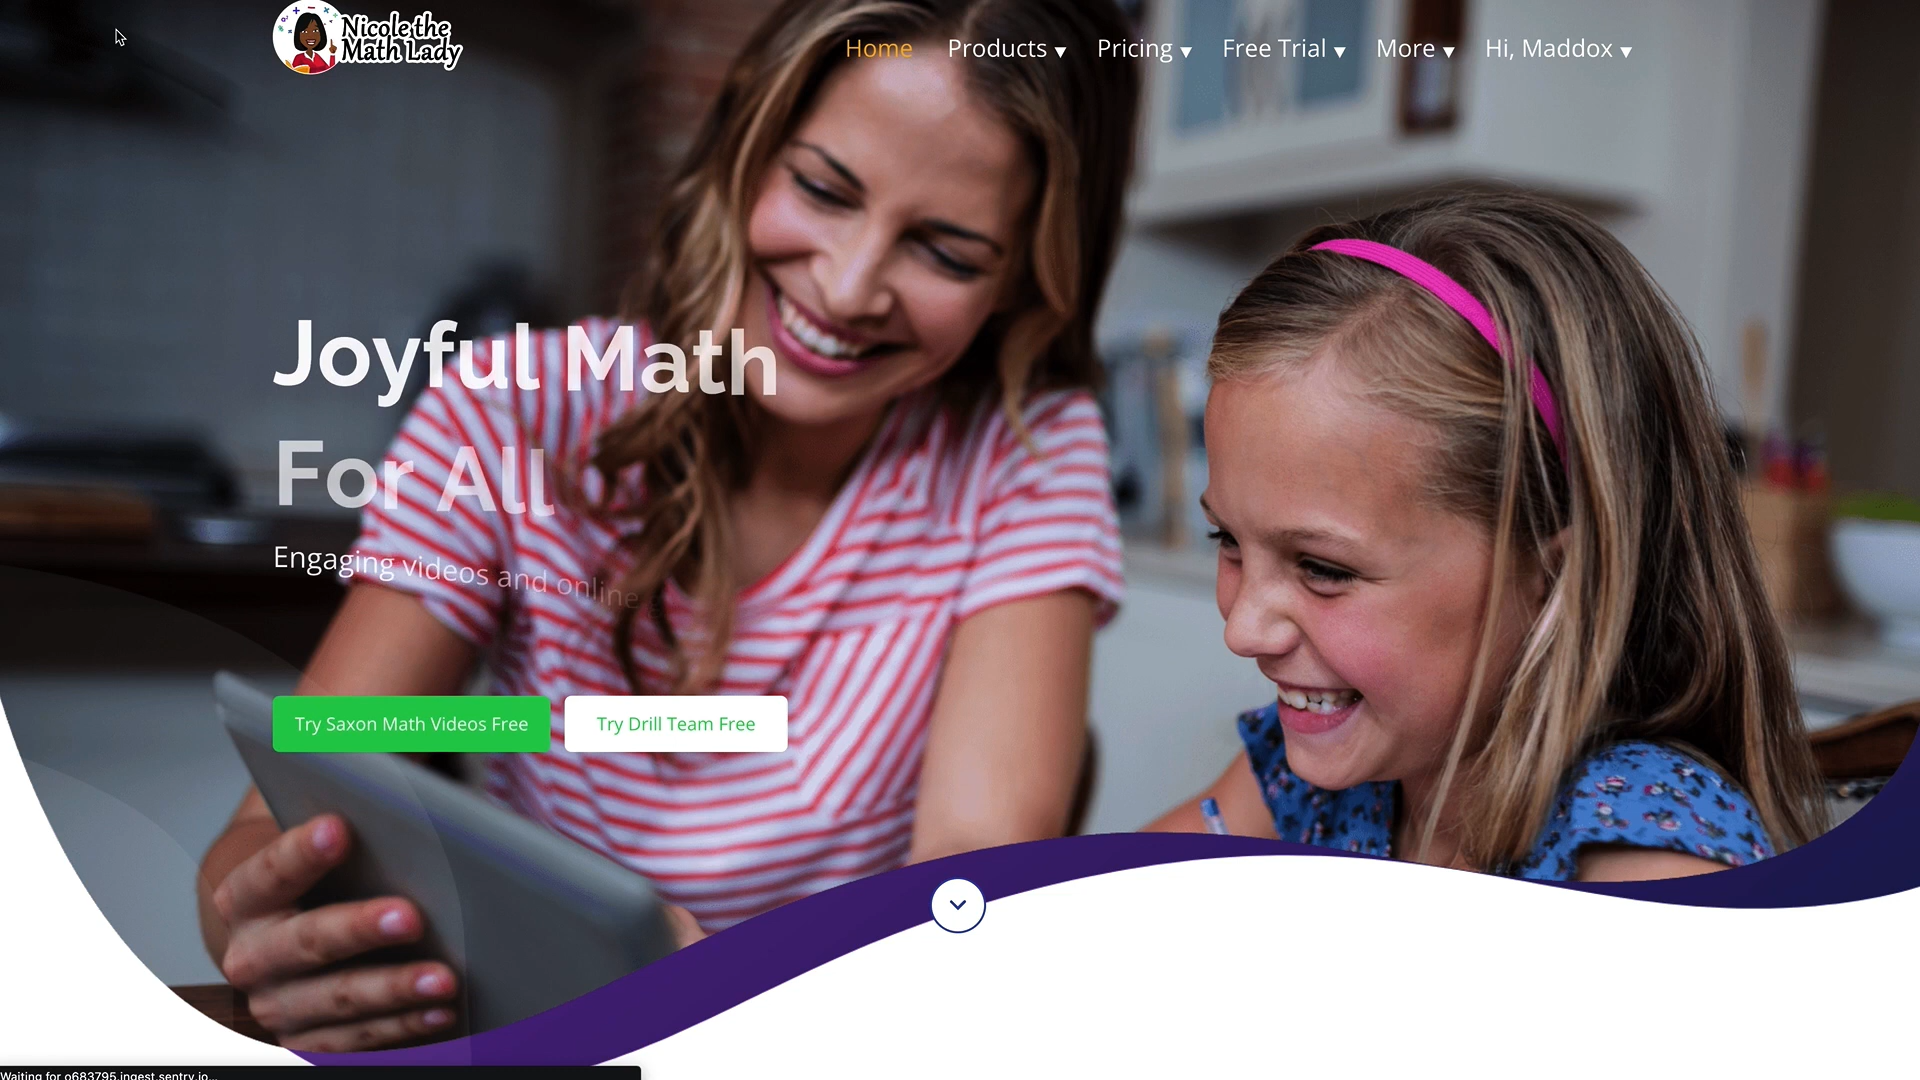 Nicole the
Math Lady
Home Products Pricing Free Trial More Hi, Maddox
Joyful Math
For All
Engaging videos and online
Try Saxon Math Videos Free Try Drill Team Free
Waiting for o683795.ingest.sentry.io...